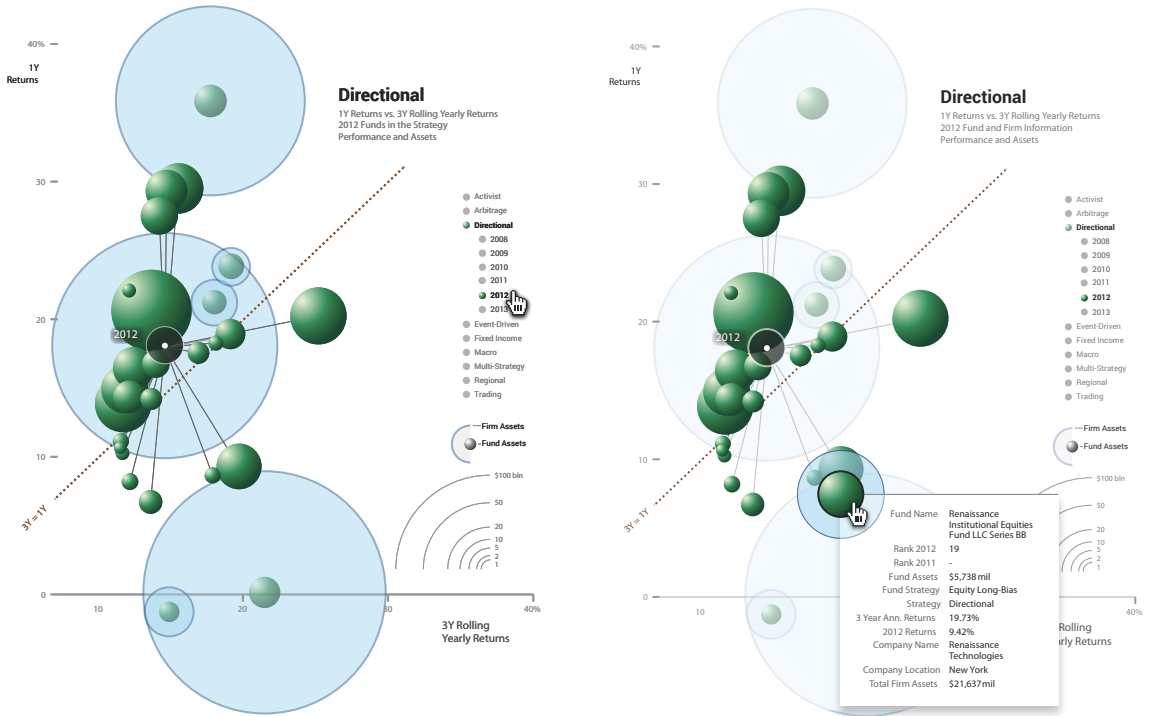 40%
1Y
Returns
30
20
10
0
Directional
1Y Returns vs. 3Y Rolling Yearly Returns
2012 Funds in the Strategy
Performance and Assets
Activist
Arbitrage
Directional
2008
2009
2010
2011
2012
2013
Event-Driven
Fixed Income
Macro
Multi-Strategy
Regional
Trading
2012
Firm Assets
Fund Assets
$100 bln
50
20
10
5
2
1
3Y = 1Y
10
20
30
40%
3Y Rolling
Yearly Returns
40%
1Y
Returns
30
20
10
0
Directional
1Y Returns vs. 3Y Rolling Yearly Returns
2012 Fund and Firm Information
Performance and Assets
Activist
Arbitrage
Directional
2008
2009
2010
2011
2012
2013
Event-Driven
Fixed Income
Macro
Multi-Strategy
Regional
Trading
2012
Firm Assets
Fund Assets
$100 bln
50
20
10
5
2
1
3Y = 1Y
10
40%
Rolling
Returns
Fund Name Renaissance
Institutional Equities
Fund LLC Series BB
Rank 2012 19
Rank 2011 -
Fund Assets $5,738 mil
Fund Strategy Equity Long-Bias
Strategy Directional
3 Year Ann. Returns 19.73%
2012 Returns 9.42%
Company Name Renaissance
Technologies
Company Location New York
Total Firm Assets $21,637 mil